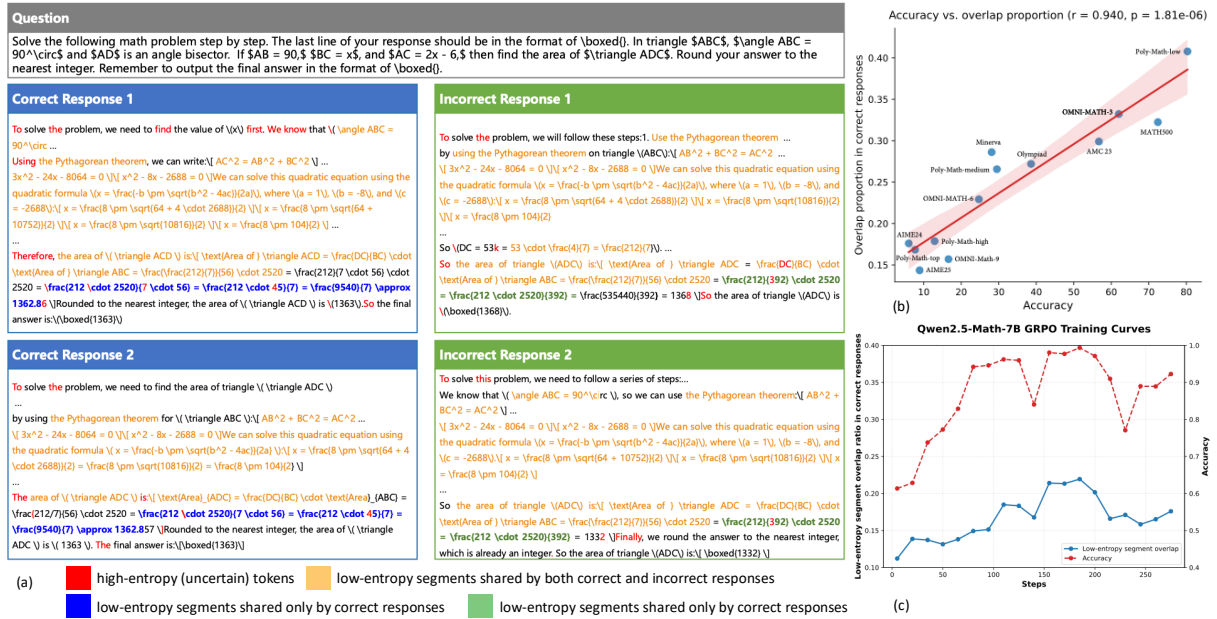 Question
Solve the following math problem step by step. The last line of your response should be in the format of \boxed{}. In triangle $ABC$, $\angle ABC =
90^\circ$ and $AD$ is an angle bisector. If $AB = 90,$ $BC = x$, and $AC = 2x - 6,$ then find the area of $\triangle ADC$. Round your answer to the
nearest integer. Remember to output the final answer in the format of \boxed{}.
Correct Response 1
To solve the problem, we need to find the value of \(x\) first. We know that \( \angle ABC =
90^\circ ...
Using the Pythagorean theorem, we can write:\[ AC^2 = AB^2 + BC^2 \] ...
3x^2 - 24x - 8064 = 0 \]\[ x^2 - 8x - 2688 = 0 \]We can solve this quadratic equation using the
quadratic formula \(x = \frac{-b \pm \sqrt{b^2 - 4ac}}{2a}\), where \(a = 1\), \(b = -8\), and \(c
= -2688\):\[ x = \frac{8 \pm \sqrt{64 + 4 \cdot 2688}}{2} \]\[ x = \frac{8 \pm \sqrt{64 +
10752}}{2} \]\[ x = \frac{8 \pm \sqrt{10816}}{2} \]\[ x = \frac{8 \pm 104}{2} \] ...
...
Therefore, the area of \( \triangle ACD \) is:\[ \text{Area of } \triangle ACD = \frac{DC}{BC} \cdot
\text{Area of } \triangle ABC = \frac{\frac{212}{7}}{56} \cdot 2520 = \frac{212}{7 \cdot 56} \cdot
2520 = \frac{212 \cdot 2520}{7 \cdot 56} = \frac{212 \cdot 45}{7} = \frac{9540}{7} \approx
1362.86 \]Rounded to the nearest integer, the area of \( \triangle ACD \) is \(1363\).So the final
answer is:\(\boxed{1363}\)
Incorrect Response 1
To solve the problem, we will follow these steps:1. Use the Pythagorean theorem ...
by using the Pythagorean theorem on triangle \(ABC\):\[ AB^2 + BC^2 = AC^2 ...
\[ 3x^2 - 24x - 8064 = 0 \]\[ x^2 - 8x - 2688 = 0 \]We can solve this quadratic equation using
the quadratic formula \(x = \frac{-b \pm \sqrt{b^2 - 4ac}}{2a}\), where \(a = 1\), \(b = -8\), and
\(c = -2688\):\[ x = \frac{8 \pm \sqrt{64 + 4 \cdot 2688}}{2} \]\[ x = \frac{8 \pm \sqrt{10816}}{2}
\]\[ x = \frac{8 \pm 104}{2}
...
So \(DC = 53k = 53 \cdot \frac{4}{7} = \frac{212}{7}\). ...
So the area of triangle \(ADC\) is:\[ \text{Area of } \triangle ADC = \frac{DC}{BC} \cdot
\text{Area of } \triangle ABC = \frac{\frac{212}{7}}{56} \cdot 2520 = \frac{212}{392} \cdot 2520
= \frac{212 \cdot 2520}{392} = \frac{535440}{392} = 1368 \]So the area of triangle \(ADC\) is
\(\boxed{1368}\).
Correct Response 2
To solve the problem, we need to find the area of triangle \( \triangle ADC \)
...
by using the Pythagorean theorem for \( \triangle ABC \):\[ AB^2 + BC^2 = AC^2 ...
\[ 3x^2 - 24x - 8064 = 0 \]\[ x^2 - 8x - 2688 = 0 \]We can solve this quadratic equation using
the quadratic formula \( x = \frac{-b \pm \sqrt{b^2 - 4ac}}{2a} \):\[ x = \frac{8 \pm \sqrt{64 + 4
\cdot 2688}}{2} = \frac{8 \pm \sqrt{10816}}{2} = \frac{8 \pm 104}{2} \]
...
The area of \( \triangle ADC \) is:\[ \text{Area}_{ADC} = \frac{DC}{BC} \cdot \text{Area}_{ABC} =
\frac{212/7}{56} \cdot 2520 = \frac{212 \cdot 2520}{7 \cdot 56} = \frac{212 \cdot 45}{7} =
\frac{9540}{7} \approx 1362.857 \]Rounded to the nearest integer, the area of \( \triangle
ADC \) is \( 1363 \). The final answer is:\[\boxed{1363}\]
Incorrect Response 2
To solve this problem, we need to follow a series of steps:...
We know that \( \angle ABC = 90^\circ \), so we can use the Pythagorean theorem:\[ AB^2 +
BC^2 = AC^2 \] ...
\[ 3x^2 - 24x - 8064 = 0 \]\[ x^2 - 8x - 2688 = 0 \]We can solve this quadratic equation using
the quadratic formula \(x = \frac{-b \pm \sqrt{b^2 - 4ac}}{2a}\), where \(a = 1\), \(b = -8\), and
\(c = -2688\).\[ x = \frac{8 \pm \sqrt{64 + 10752}}{2} \]\[ x = \frac{8 \pm \sqrt{10816}}{2} \]\[ x
= \frac{8 \pm 104}{2} \]
...
So the area of triangle \(ADC\) is:\[ \text{Area of } \triangle ADC = \frac{DC}{BC} \cdot
\text{Area of } \triangle ABC = \frac{\frac{212}{7}}{56} \cdot 2520 = \frac{212}{392} \cdot 2520
= \frac{212 \cdot 2520}{392} = 1332 \]Finally, we round the answer to the nearest integer,
which is already an integer. So the area of triangle \(ADC\) is:\[ \boxed{1332} \]
(a)
high-entropy (uncertain) tokens
low-entropy segments shared by both correct and incorrect responses
low-entropy segments shared only by correct responses
low-entropy segments shared only by correct responses
Accuracy vs. overlap proportion (r = 0.940, p = 1.81e-06)
Overlap proportion in correct responses
0.40
0.35
0.30
0.25
0.20
0.15
Poly-Math-low
OMNI-MATH-3
MATH500
AMC 23
Minerva
Olympiad
Poly-Math-medium
OMNI-MATH-6
AIME24
Poly-Math-high
Poly-Math-top
OMNI-Math-9
AIME25
10 20 30 40 50 60 70 80
Accuracy
(b)
Qwen2.5-Math-7B GRPO Training Curves
Low-entropy segment overlap ratio in correct responses
0.40
0.35
0.30
0.25
0.20
0.15
0.10
1.0
0.9
0.8
0.7
0.6
0.5
0.4
Accuracy
Low-entropy segment overlap
Accuracy
0 50 100 150 200 250
Steps
(c)